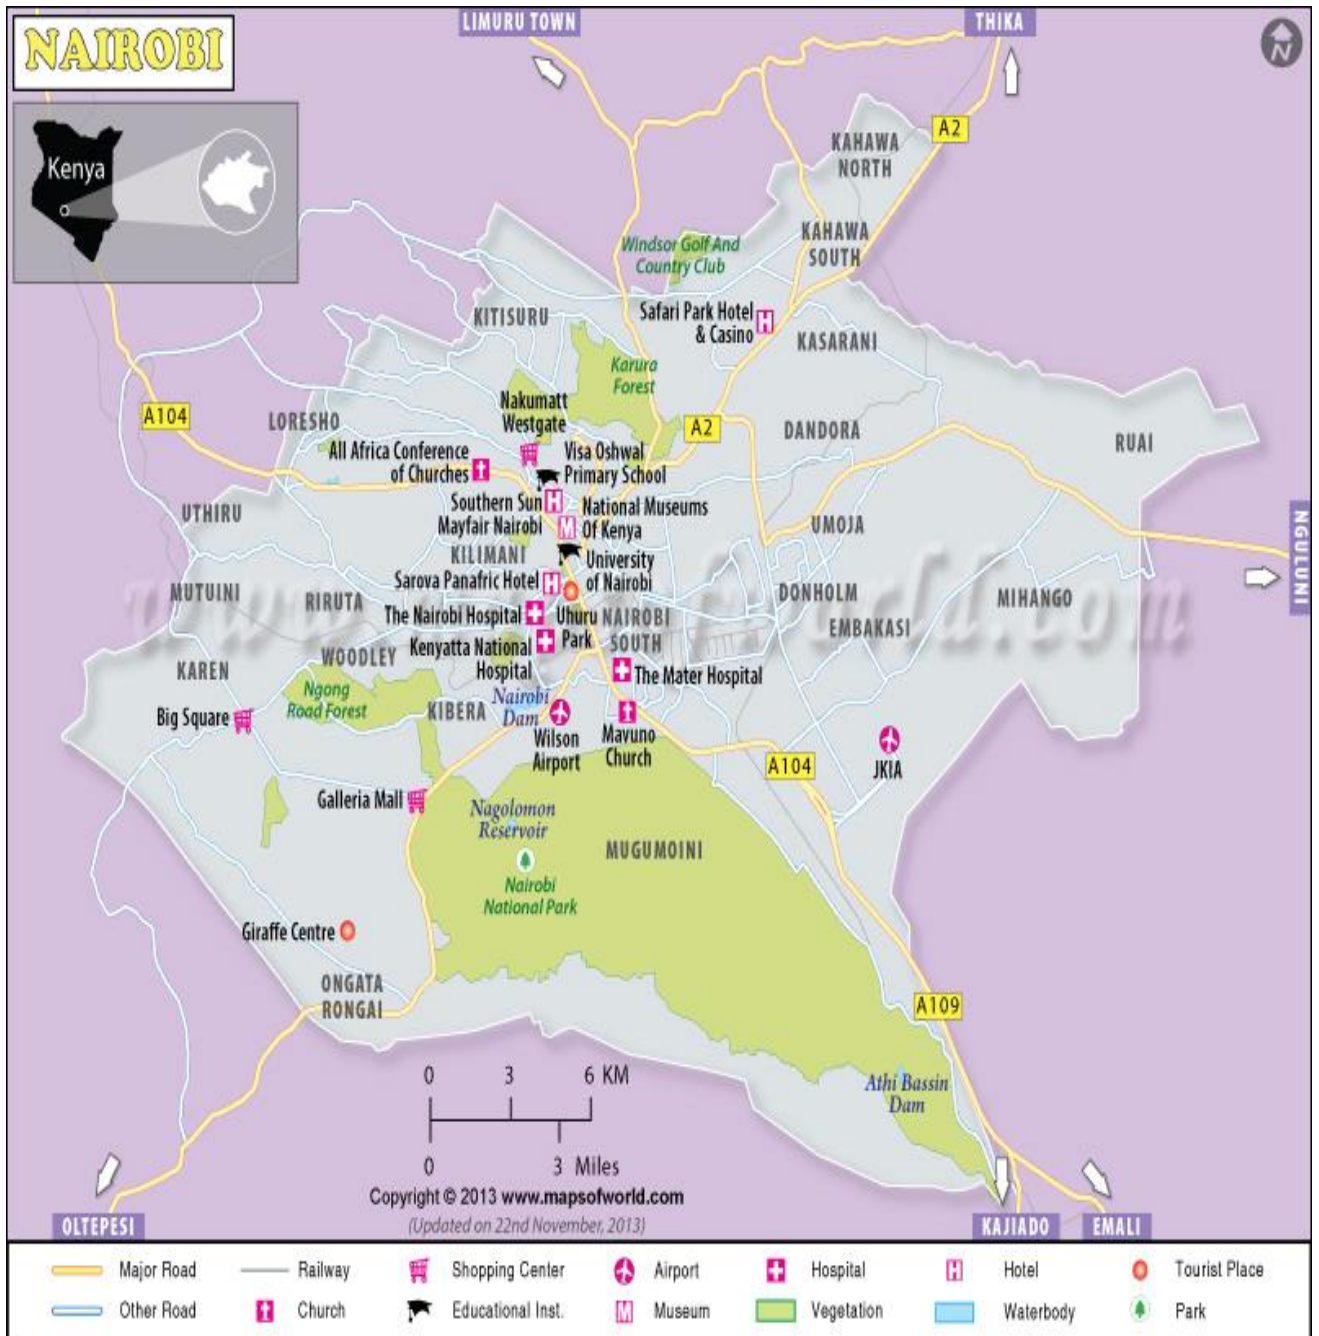 LIMURU TOWN
THIKA
NAIROBI
N
Kenya
A2
KAHAWA
NORTH
KAHAWA
SOUTH
Windsor Golf And
Country Club
KITISURU
Safari Park Hotel
& Casino
H
KASARANI
Karura
Forest
Nakumatt
Westgate
A104
LORESHO
A2
DANDORA
RUAI
All Africa Conference
of Churches
Visa Oshwal
Primary School
UTHIRU
Southern Sun
Mayfair Nairobi
H
National Museums
Of Kenya
M
UMOJA
NGULUNI
KILIMANI
University
of Nairobi
Sarova Panafric Hotel
H
MUTUINI
RIRUTA
DONHOLM
MIHANGO
The Nairobi Hospital
Uhuru
Park
NAIROBI
SOUTH
EMBAKASI
Kenyatta National
Hospital
WOODLEY
KAREN
The Mater Hospital
Ngong
Road Forest
Nairobi
Dam
KIBERA
Big Square
Wilson
Airport
Mavuno
Church
A104
JKIA
Galleria Mall
Nagolomon
Reservoir
MUGUMOINI
Nairobi
National Park
Giraffe Centre
ONGATA
RONGAI
A109
Athi Bassin
Dam
0 3 6 KM
0 3 Miles
Copyright © 2013 www.mapsofworld.com
(Updated on 22nd November, 2013)
OLTEPESI
KAJIADO
EMALI
Major Road
Railway
Shopping Center
Airport
Hospital
H Hotel
Tourist Place
Other Road
Church
Educational Inst.
M Museum
Vegetation
Waterbody
Park